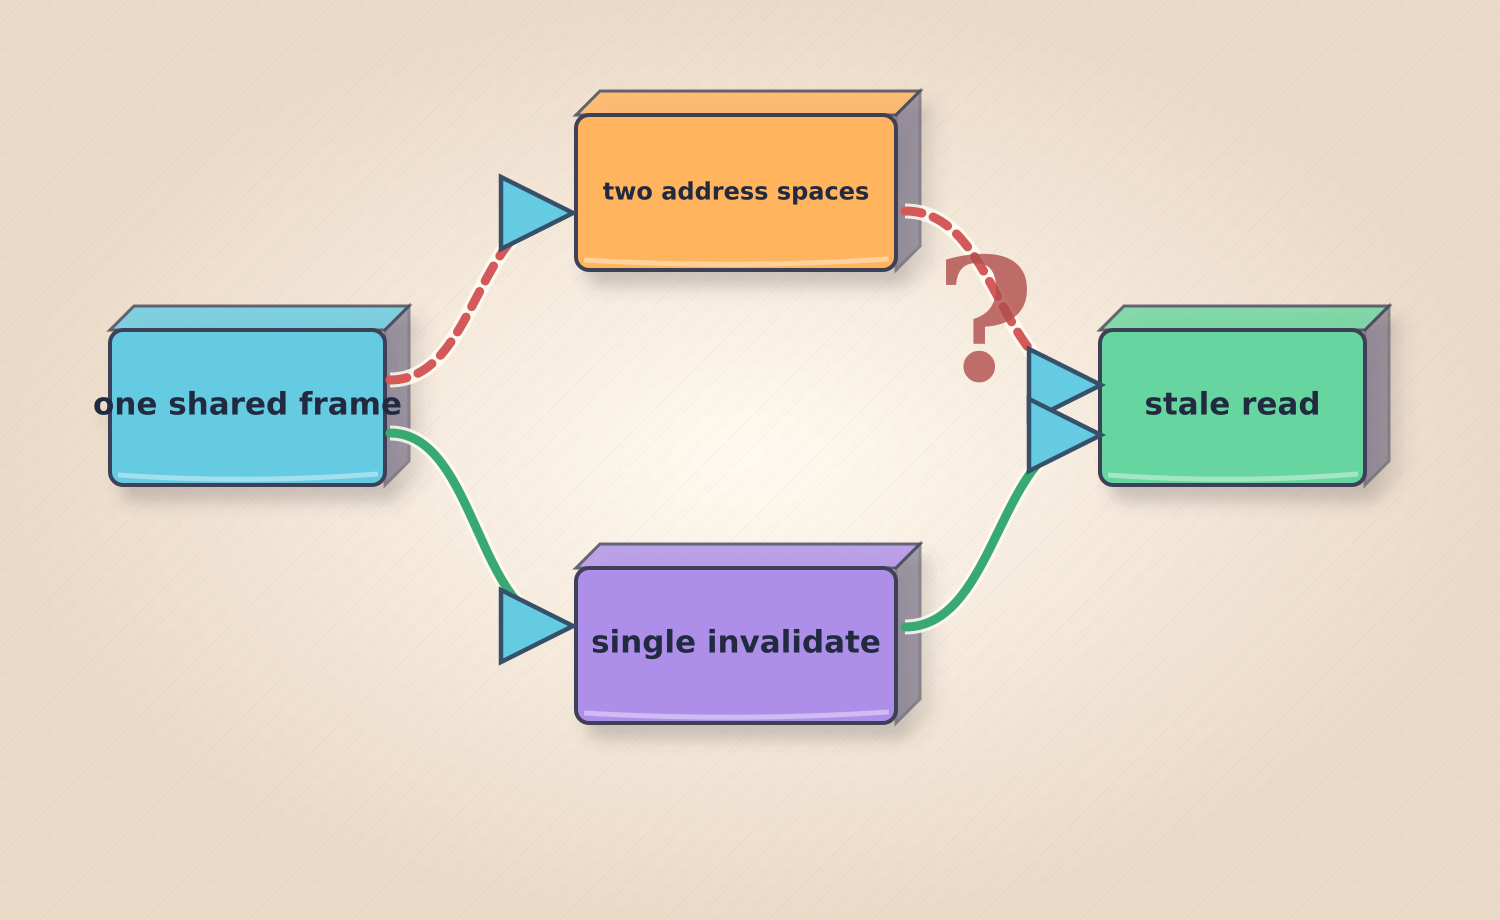 two address spaces
?
one shared frame
stale read
single invalidate